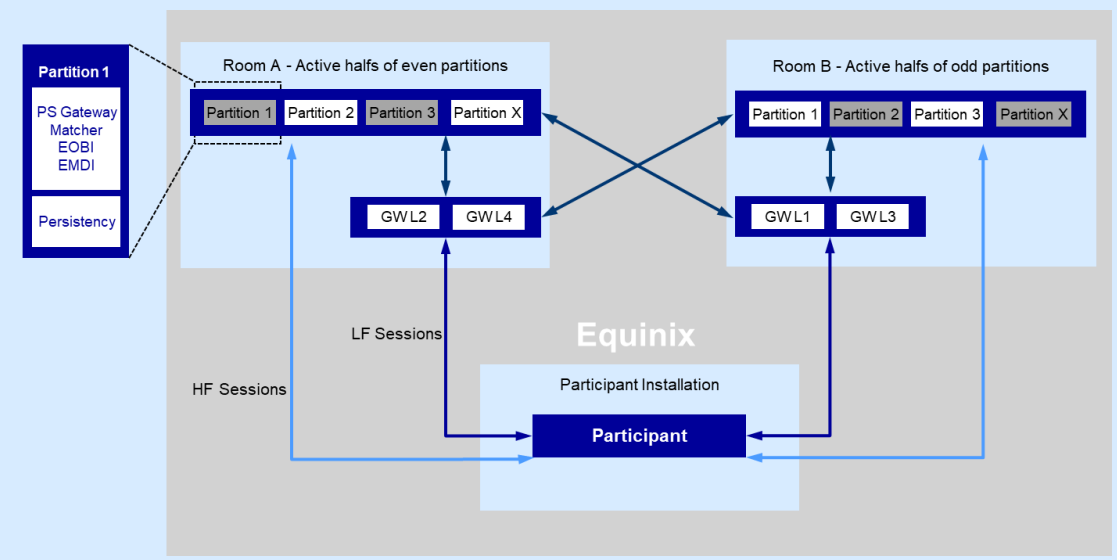 Partition 1
PS Gateway
Matcher
EOBI
EMDI
Persistency
Room A - Active halfs of even partitions
Partition 1 Partition 2 Partition 3 Partition X
GW L2 GW L4
Room B - Active halfs of odd partitions
Partition 1 Partition 2 Partition 3 Partition X
GW L1 GW L3
LF Sessions
HF Sessions
Equinix
Participant Installation
Participant